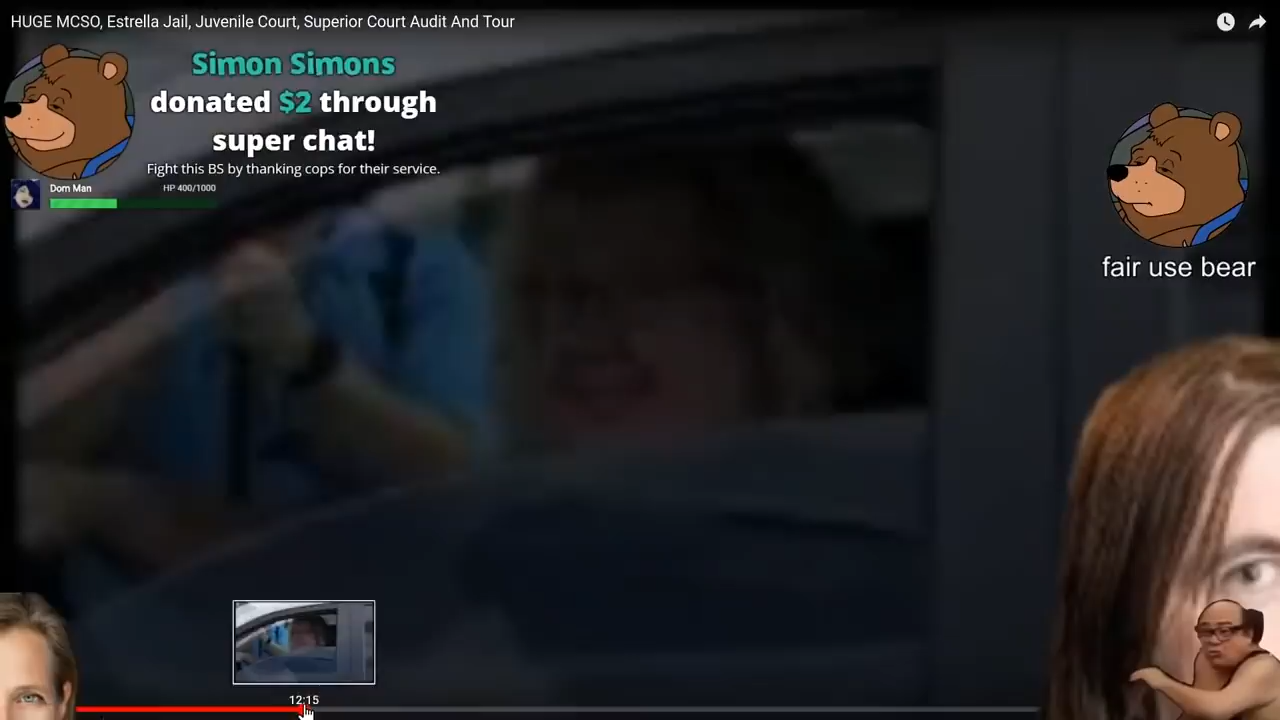 HUGE MCSO, Estrella Jail, Juvenile Court, Superior Court Audit And Tour
Simon Simons
donated $2 through
super chat!
Fight this BS by thanking cops for their service.
Dom Man HP 400/1000
fair use bear
12:15